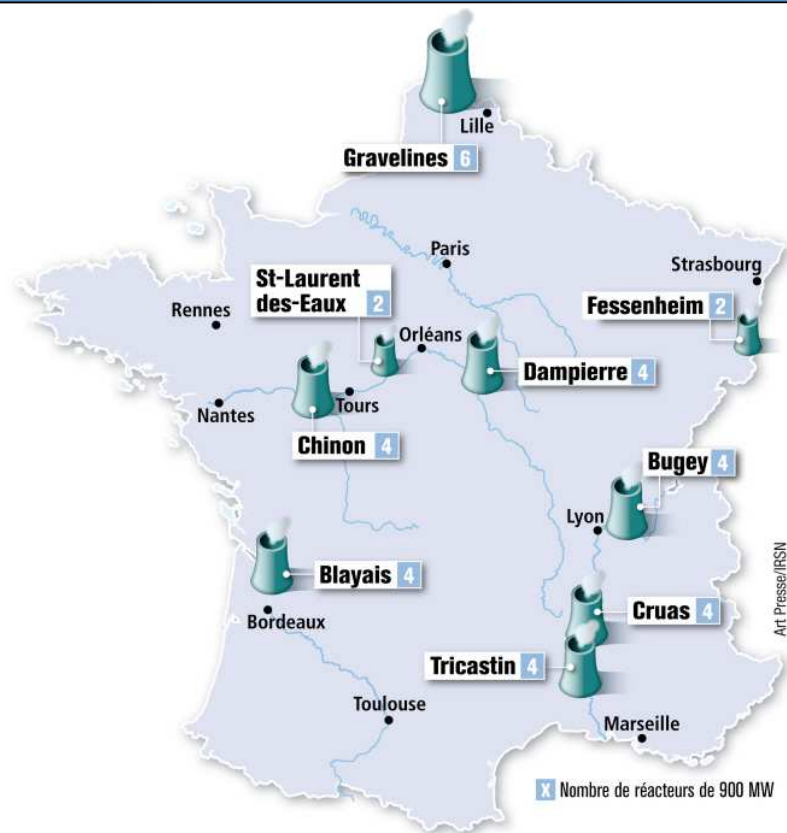 Lille
Gravelines 6
Paris
Strasbourg
St-Laurent
des-Eaux 2
Fessenheim 2
Rennes
Orléans
Dampierre 4
Nantes
Tours
Chinon 4
Bugey 4
Lyon
Blayais 4
Bordeaux
Cruas 4
Tricastin 4
Toulouse
Marseille
X Nombre de réacteurs de 900 MW
Art Presse/IRSN